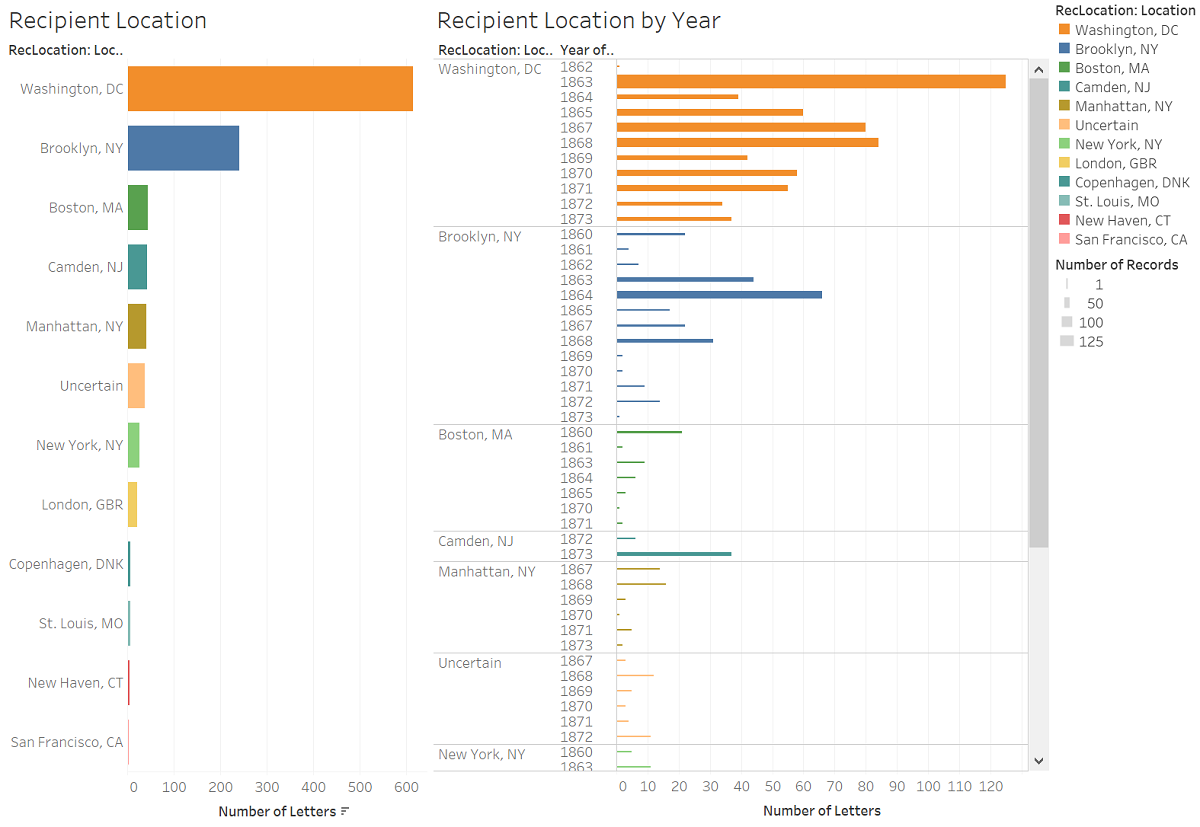 Recipient Location
RecLocation: Loc..
Washington, DC
Brooklyn, NY
Boston, MA
Camden, NJ
Manhattan, NY
Uncertain
New York, NY
London, GBR
Copenhagen, DNK
St. Louis, MO
New Haven, CT
San Francisco, CA
0 100 200 300 400 500 600
Number of Letters
Recipient Location by Year
RecLocation: Loc.. Year of..
Washington, DC 1862
1863
1864
1865
1867
1868
1869
1870
1871
1872
1873
Brooklyn, NY 1860
1861
1862
1863
1864
1865
1867
1868
1869
1870
1871
1872
1873
Boston, MA 1860
1861
1863
1864
1865
1870
1871
Camden, NJ 1872
1873
Manhattan, NY 1867
1868
1869
1870
1871
1873
Uncertain 1867
1868
1869
1870
1871
1872
New York, NY 1860
1863
0 10 20 30 40 50 60 70 80 90 100 110 120
Number of Letters
RecLocation: Location
Washington, DC
Brooklyn, NY
Boston, MA
Camden, NJ
Manhattan, NY
Uncertain
New York, NY
London, GBR
Copenhagen, DNK
St. Louis, MO
New Haven, CT
San Francisco, CA
Number of Records
1
50
100
125